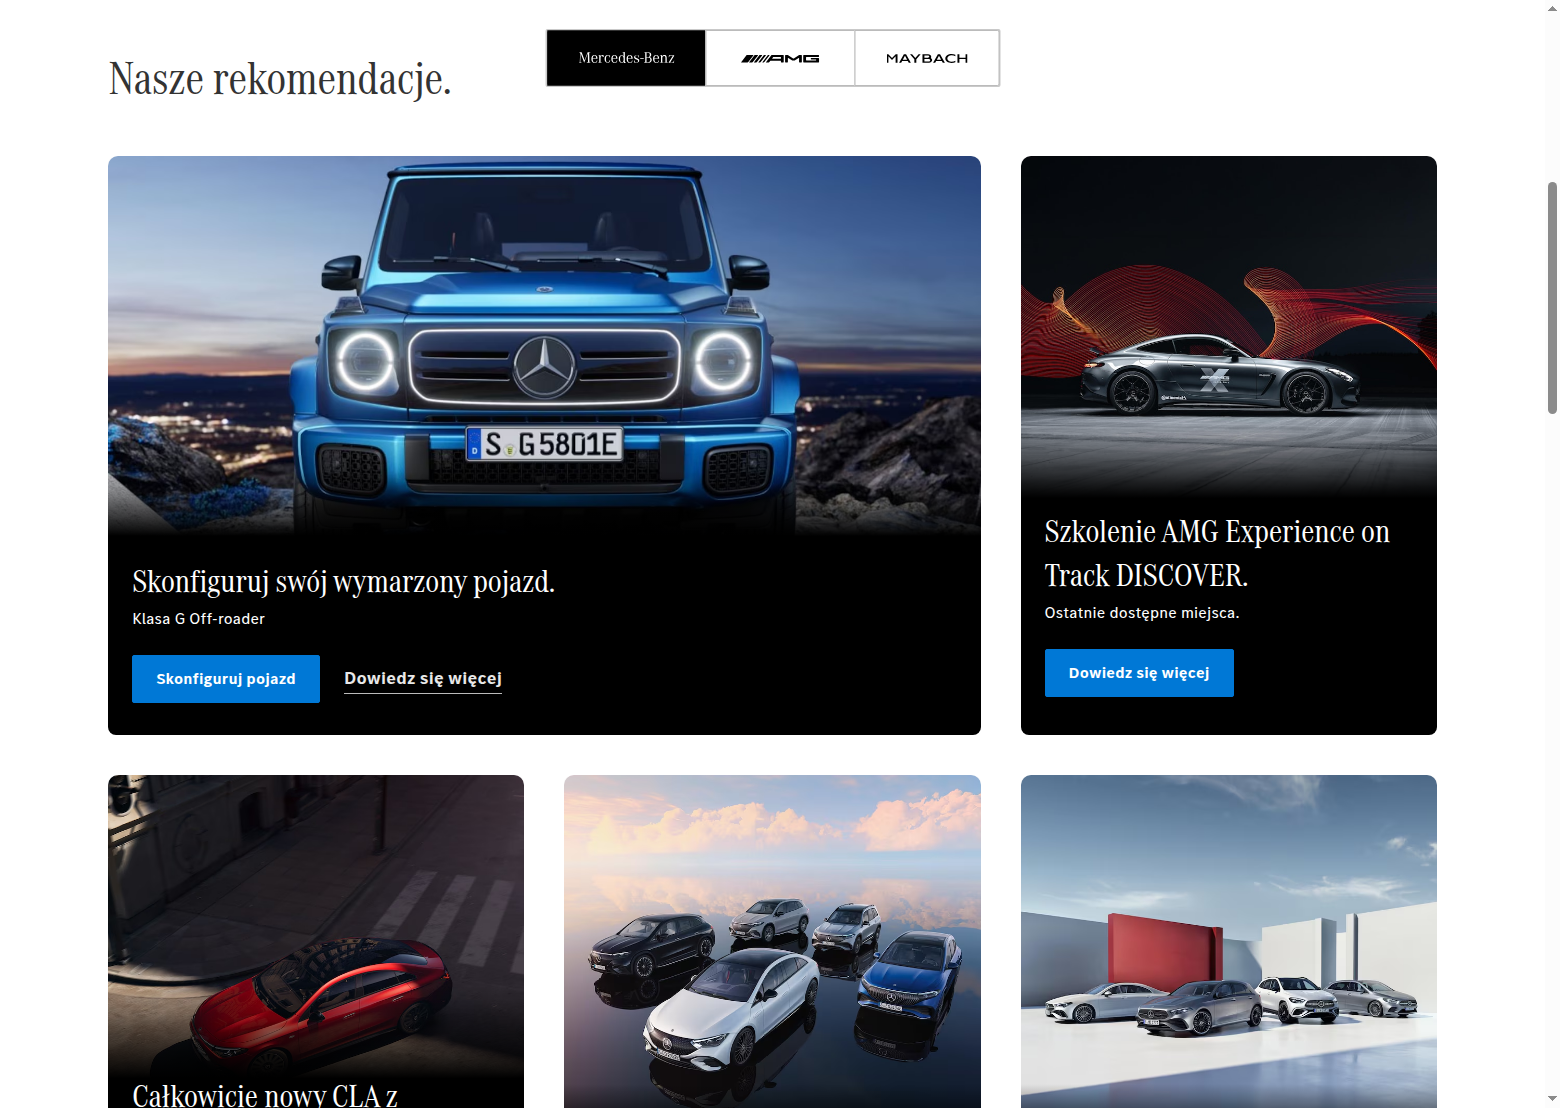 Nasze rekomendacje.
Mercedes-Benz
AMG
MAYBACH
S G 5801E
D
Skonfiguruj swój wymarzony pojazd.
Klasa G Off-roader
Skonfiguruj pojazd
Dowiedz się więcej
AMG
Szkolenie AMG Experience on
Track DISCOVER.
Ostatnie dostępne miejsca.
Dowiedz się więcej
Całkowicie nowy CLA z